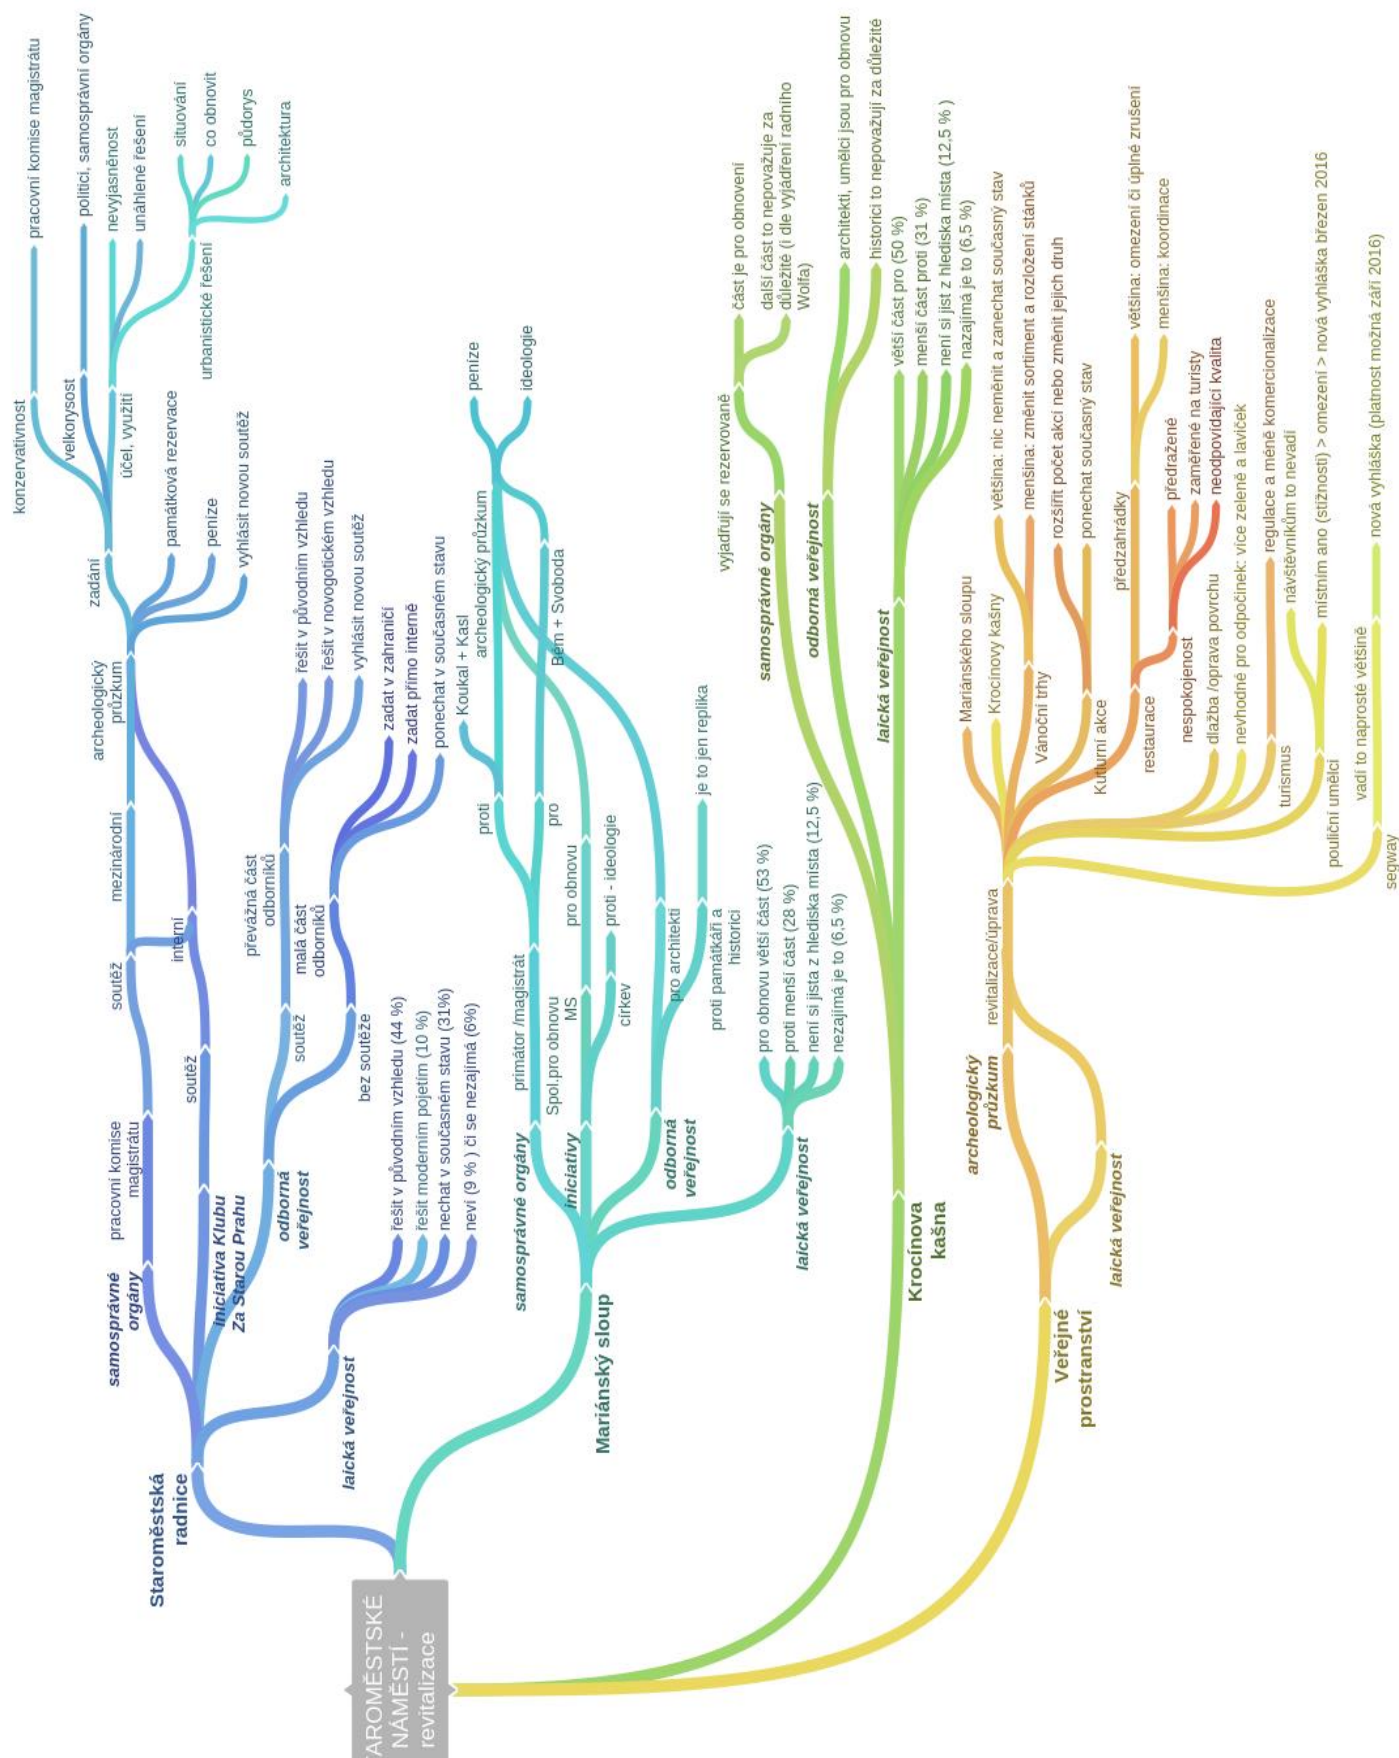 AROMĚSTSKÉ
NÁMĚSTÍ -
revitalizace
Staroměstská
radnice
samosprávné
orgány
pracovní komise
magistrátu
soutěž
mezinárodní
interní
archeologický
průzkum
zadání
konzervativnost
pracovní komise magistrátu
velkorysost
politici, samosprávní orgány
účel, využití
nevyjasněnost
unáhlené řešení
urbanistické řešení
situování
co obnovit
půdorys
architektura
památková rezervace
peníze
vyhlásit novou soutěž
iniciativa Klubu
Za Starou Prahu
soutěž
odborná
veřejnost
soutěž
převážná část
odborníků
řešit v původním vzhledu
řešit v novogotickém vzhledu
vyhlásit novou soutěž
bez soutěže
malá část
odborníků
zadat v zahraničí
zadat přímo interně
ponechat v současném stavu
laická veřejnost
řešit v původním vzhledu (44 %)
řešit moderním pojetím (10 %)
nechat v současném stavu (31%)
neví (9 % ) či se nezajímá (6%)
Mariánský sloup
samosprávné orgány
primátor /magistrát
proti
Koukal + Kasl
archeologický průzkum
peníze
ideologie
pro
Bém + Svoboda
iniciativy
Spol.pro obnovu
MS
pro obnovu
církev
proti - ideologie
odborná
veřejnost
pro architekti
proti památkáři a
historici
je to jen replika
laická veřejnost
pro obnovu větší část (53 %)
proti menší část (28 %)
není si jista z hlediska místa (12,5 %)
nezajímá je to (6,5 %)
Krocínova
kašna
samosprávné orgány
vyjadřují se rezervovaně
část je pro obnovení
další část to nepovažuje za
důležité (i dle vyjádření radního
Wolfa)
odborná veřejnost
architekti, umělci jsou pro obnovu
historici to nepovažují za důležité
laická veřejnost
větší část pro (50 %)
menší část proti (31 %)
není si jist z hlediska místa (12,5 % )
nazajímá je to (6,5 %)
Veřejné
prostranství
archeologický
průzkum
laická veřejnost
revitalizace/úprava
Mariánského sloupu
Krocínovy kašny
Vánoční trhy
většina: nic neměnit a zanechat současný stav
menšina: změnit sortiment a rozložení stánků
Kutlurní akce
rozšířit počet akcí nebo změnit jejich druh
ponechat současný stav
restaurace
předzahrádky
většina: omezení či úplné zrušení
menšina: koordinace
nespokojenost
předražené
zaměřené na turisty
neodpovídající kvalita
dlažba /oprava povrchu
nevhodné pro odpočinek: více zeleně a laviček
turismus
regulace a méně komercionalizace
pouliční umělci
návštěvníkům to nevadí
místním ano (stížnosti) > omezení > nová vyhláška březen 2016
segway
vadí to naprosté většině
nová vyhláška (platnost možná září 2016)